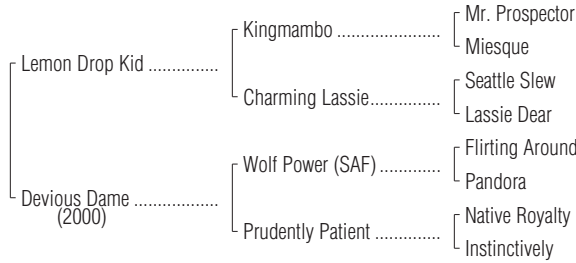 Mr. Prospector
Kingmambo ......................
Miesque
Lemon Drop Kid ...............
Seattle Slew
Charming Lassie...............
Lassie Dear
Flirting Around
Wolf Power (SAF) .............
Pandora
Devious Dame ..................
(2000)
Native Royalty
Prudently Patient ..............
Instinctively